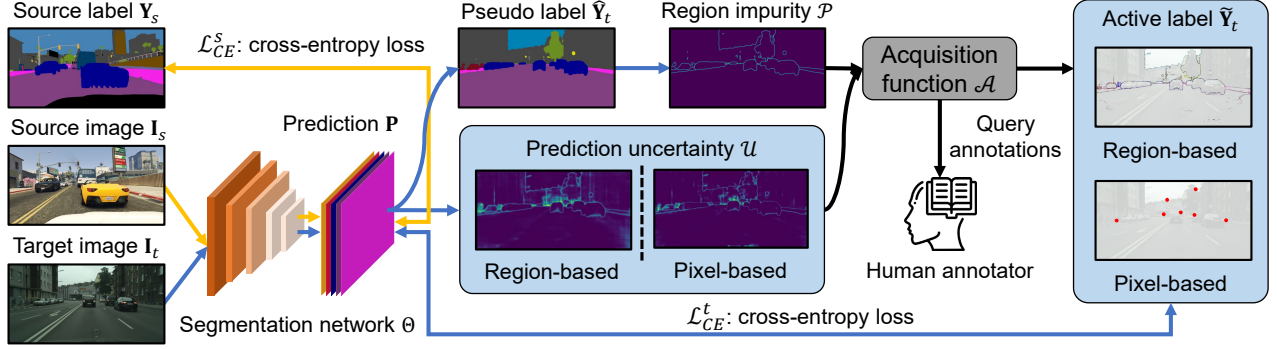 Source label Y_s
ℒ^s_CE: cross-entropy loss
Pseudo label Ŷ_t
Region impurity 𝒫
Acquisition
function 𝒜
Active label Ỹ_t
Source image I_s
Prediction P
Prediction uncertainty 𝒰
Query
annotations
Region-based
Target image I_t
Region-based
Pixel-based
Human annotator
Pixel-based
Segmentation network Θ
ℒ^t_CE: cross-entropy loss